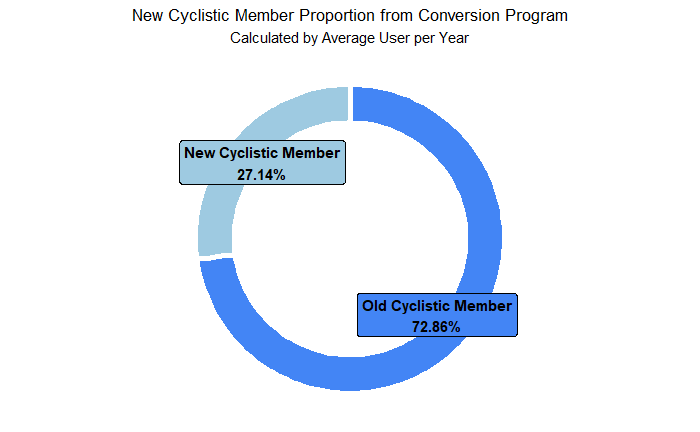 New Cyclistic Member Proportion from Conversion Program
Calculated by Average User per Year
New Cyclistic Member
27.14%
Old Cyclistic Member
72.86%